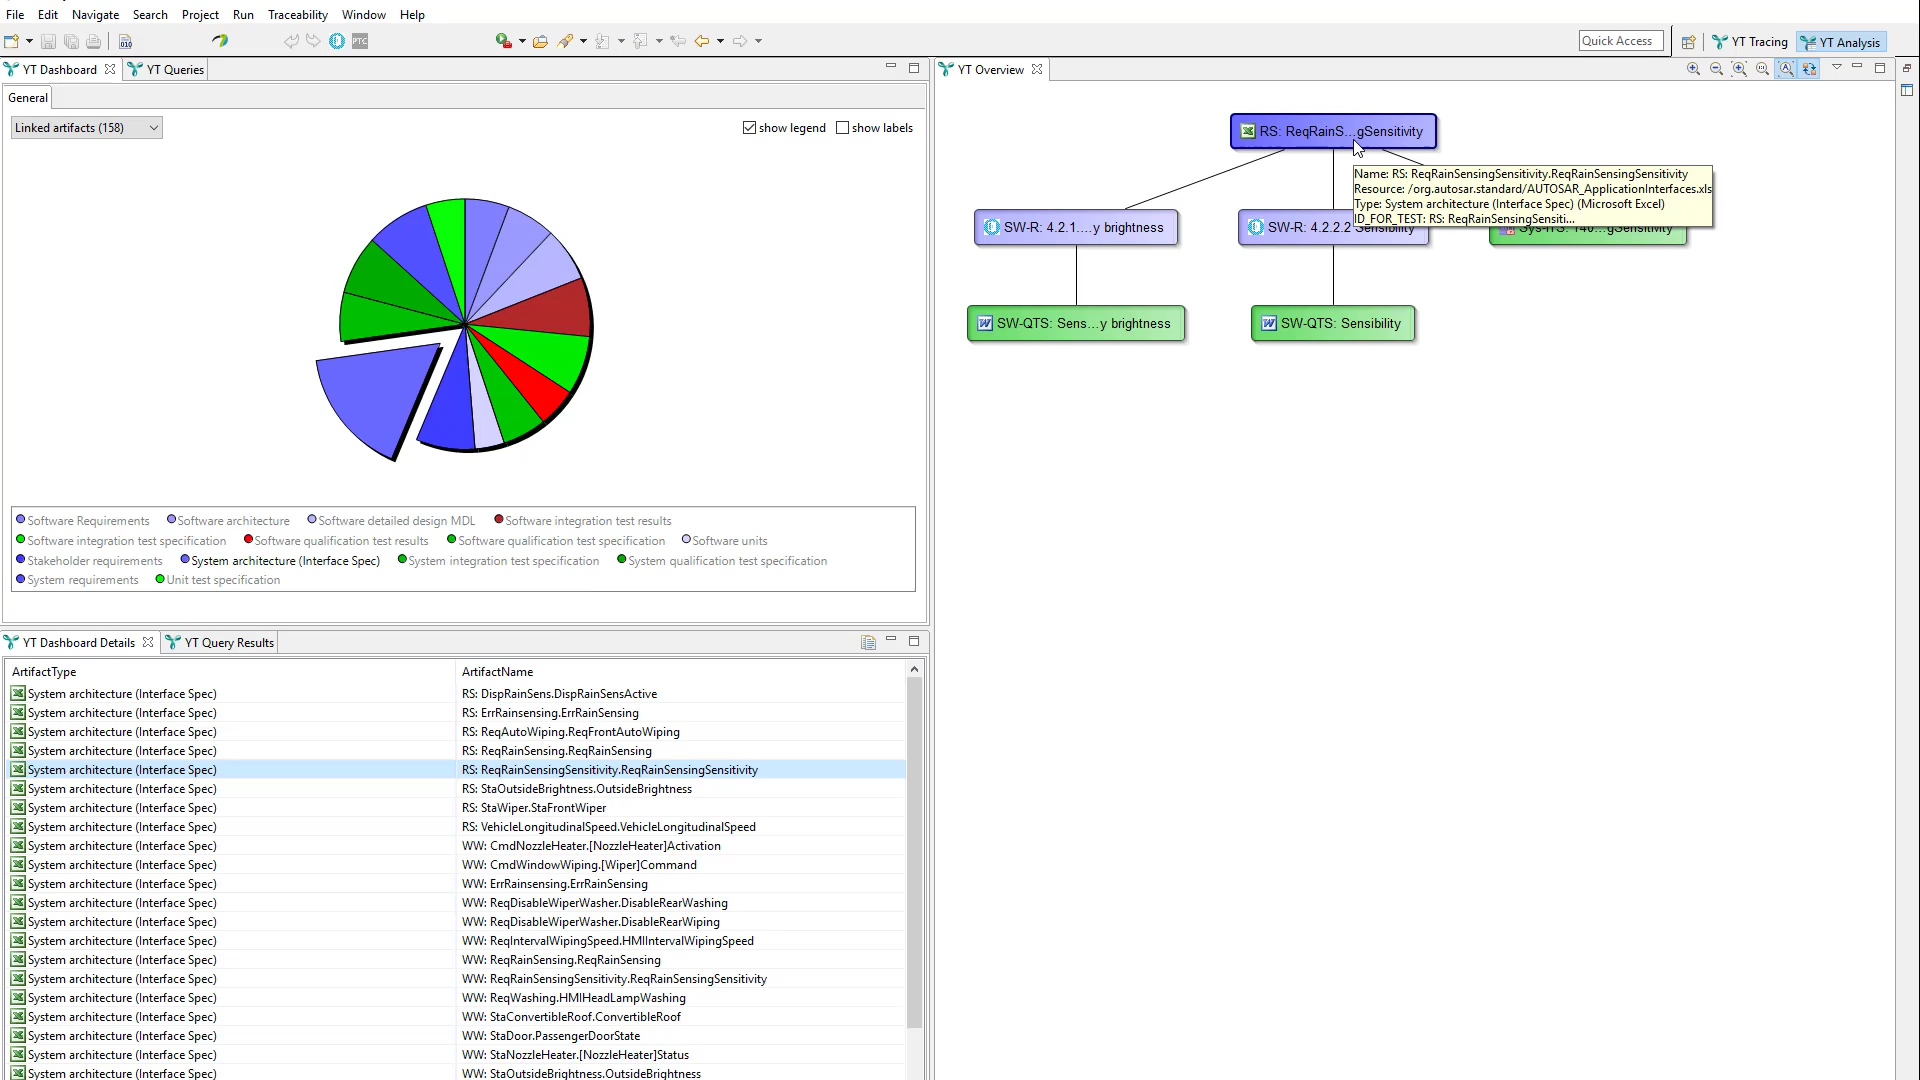 File Edit Navigate Search Project Run Traceability Window Help
010 PTC Quick Access YT Tracing YT Analysis
YT Dashboard YT Queries
General
Linked artifacts (158) show legend show labels
Software Requirements Software architecture Software detailed design MDL Software integration test results
Software integration test specification Software qualification test results Software qualification test specification Software units
Stakeholder requirements System architecture (Interface Spec) System integration test specification System qualification test specification
System requirements Unit test specification
YT Overview
RS: ReqRainS...gSensitivity
Name: RS: ReqRainSensingSensitivity.ReqRainSensingSensitivity
Resource: /org.autosar.standard/AUTOSAR_ApplicationInterfaces.xls
Type: System architecture (Interface Spec) (Microsoft Excel)
ID_FOR_TEST: RS: ReqRainSensingSensiti...
SW-R: 4.2.1....y brightness SW-R: 4.2.2.2 Sensibility Sys-ITS: 140...gSensitivity
SW-QTS: Sens...y brightness SW-QTS: Sensibility
YT Dashboard Details YT Query Results
ArtifactType ArtifactName
System architecture (Interface Spec) RS: DispRainSens.DispRainSensActive
System architecture (Interface Spec) RS: ErrRainsensing.ErrRainSensing
System architecture (Interface Spec) RS: ReqAutoWiping.ReqFrontAutoWiping
System architecture (Interface Spec) RS: ReqRainSensing.ReqRainSensing
System architecture (Interface Spec) RS: ReqRainSensingSensitivity.ReqRainSensingSensitivity
System architecture (Interface Spec) RS: StaOutsideBrightness.OutsideBrightness
System architecture (Interface Spec) RS: StaWiper.StaFrontWiper
System architecture (Interface Spec) RS: VehicleLongitudinalSpeed.VehicleLongitudinalSpeed
System architecture (Interface Spec) WW: CmdNozzleHeater.[NozzleHeater]Activation
System architecture (Interface Spec) WW: CmdWindowWiping.[Wiper]Command
System architecture (Interface Spec) WW: ErrRainsensing.ErrRainSensing
System architecture (Interface Spec) WW: ReqDisableWiperWasher.DisableRearWashing
System architecture (Interface Spec) WW: ReqDisableWiperWasher.DisableRearWiping
System architecture (Interface Spec) WW: ReqIntervalWipingSpeed.HMIIntervalWipingSpeed
System architecture (Interface Spec) WW: ReqRainSensing.ReqRainSensing
System architecture (Interface Spec) WW: ReqRainSensingSensitivity.ReqRainSensingSensitivity
System architecture (Interface Spec) WW: ReqWashing.HMIHeadLampWashing
System architecture (Interface Spec) WW: StaConvertibleRoof.ConvertibleRoof
System architecture (Interface Spec) WW: StaDoor.PassengerDoorState
System architecture (Interface Spec) WW: StaNozzleHeater.[NozzleHeater]Status
System architecture (Interface Spec) WW: StaOutsideBrightness.OutsideBrightness